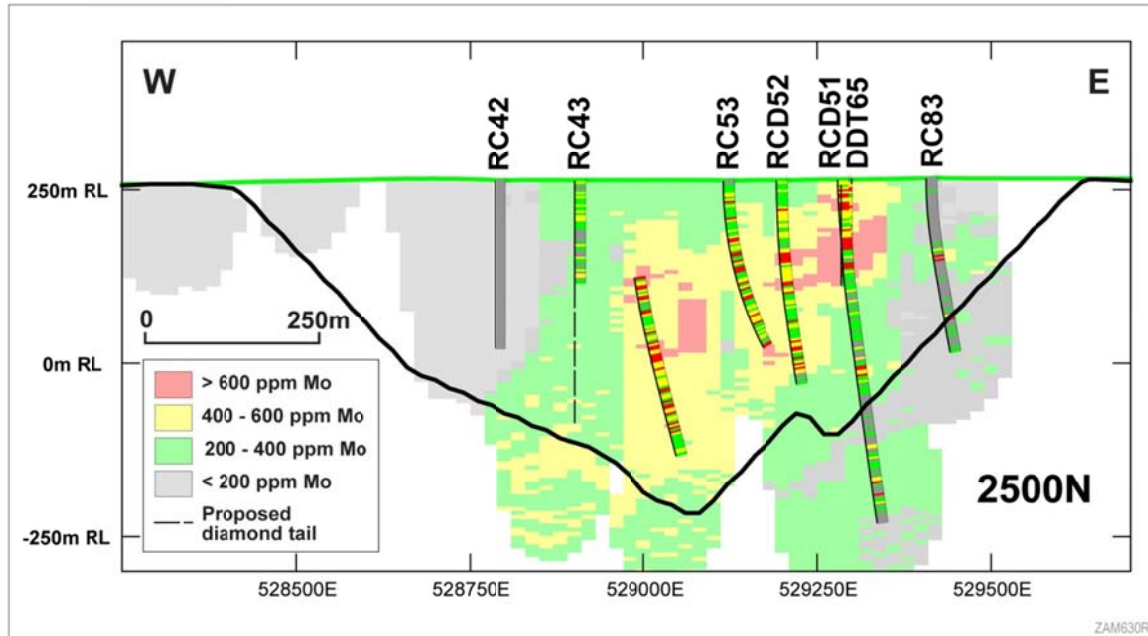 W
E
RC42
RC43
RC53
RCD52
RCD51
DDT65
RC83
250m RL
0m RL
-250m RL
0 250m
> 600 ppm Mo
400 - 600 ppm Mo
200 - 400 ppm Mo
< 200 ppm Mo
Proposed
diamond tail
2500N
528500E 528750E 529000E 529250E 529500E
ZAM630R